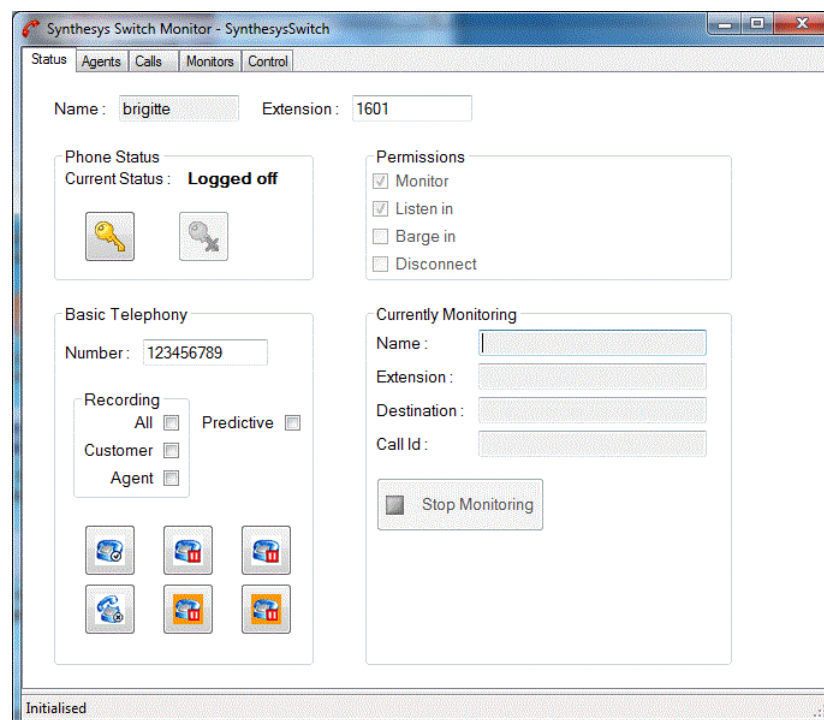 Synthesys Switch Monitor - SynthesysSwitch
Status Agents Calls Monitors Control
Name : brigitte Extension : 1601
Phone Status
Current Status : Logged off
Permissions
Monitor
Listen in
Barge in
Disconnect
Basic Telephony
Number : 123456789
Recording
All
Predictive
Customer
Agent
Currently Monitoring
Name :
Extension :
Destination :
Call Id :
Stop Monitoring
Initialised